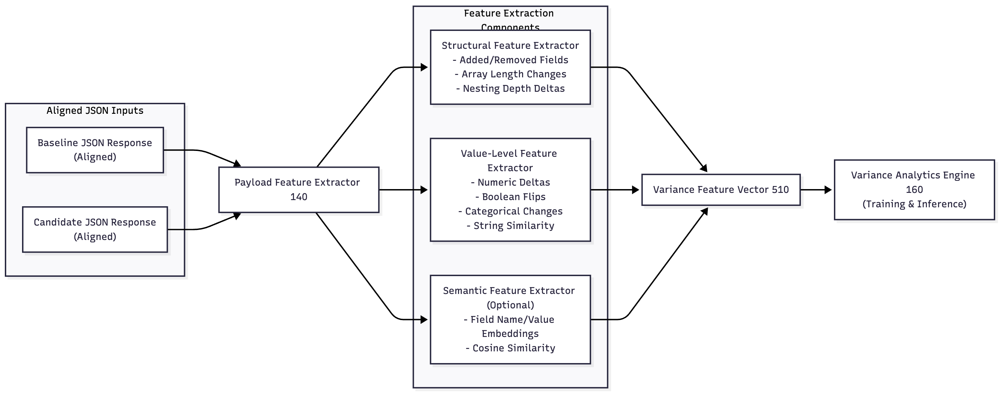 Aligned JSON Inputs
Baseline JSON Response
(Aligned)
Candidate JSON Response
(Aligned)
Payload Feature Extractor
140
Feature Extraction
Components
Structural Feature Extractor
- Added/Removed Fields
- Array Length Changes
- Nesting Depth Deltas
Value-Level Feature
Extractor
- Numeric Deltas
- Boolean Flips
- Categorical Changes
- String Similarity
Semantic Feature Extractor
(Optional)
- Field Name/Value
Embeddings
- Cosine Similarity
Variance Feature Vector 510
Variance Analytics Engine
160
(Training & Inference)